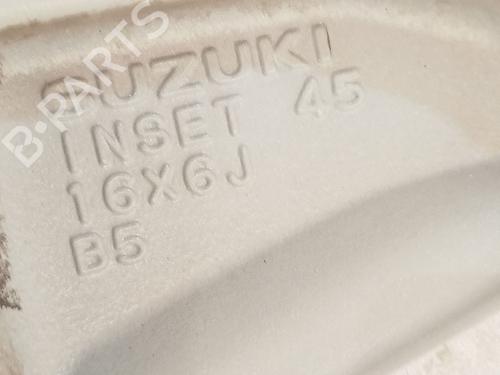 B-PARTS
SUZUKI
INSET 45
16X6J
B5